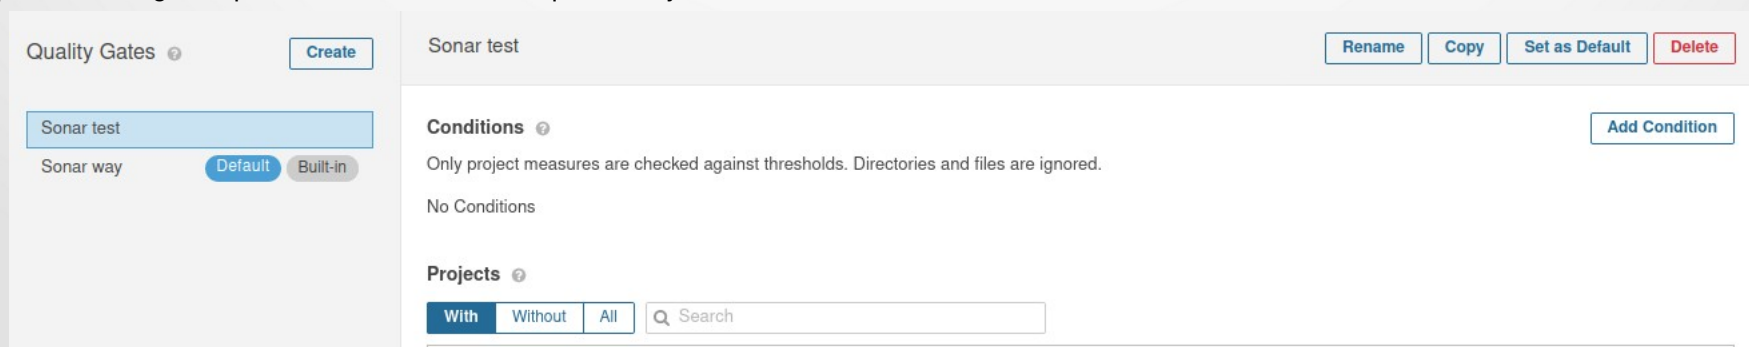 Quality Gates
Create
Sonar test
Sonar way Default Built-in
Sonar test
Rename Copy Set as Default Delete
Conditions
Add Condition
Only project measures are checked against thresholds. Directories and files are ignored.
No Conditions
Projects
With Without All Search